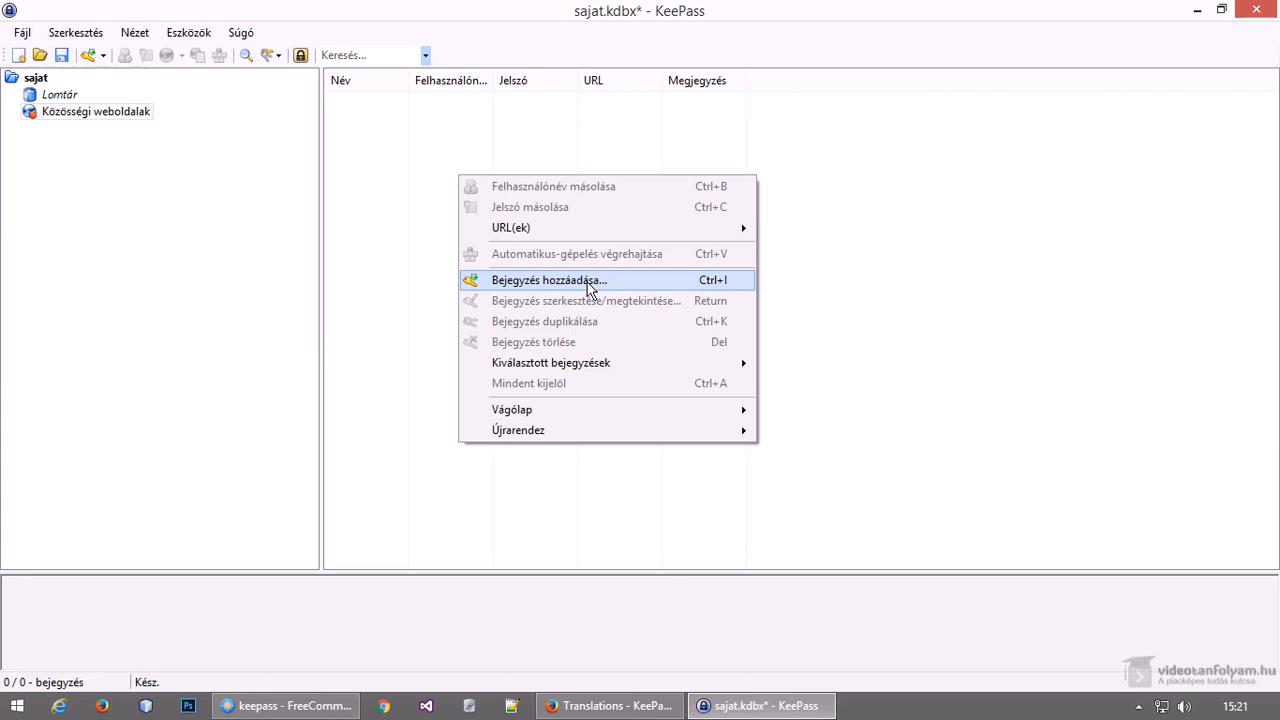 sajat.kdbx* - KeePass
Fájl Szerkesztés Nézet Eszközök Súgó
Keresés...
sajat
Lomtár
Közösségi weboldalak
Név Felhasználón... Jelszó URL Megjegyzés
Felhasználónév másolása Ctrl+B
Jelszó másolása Ctrl+C
URL(ek)
Automatikus-gépelés végrehajtása Ctrl+V
Bejegyzés hozzáadása... Ctrl+I
Bejegyzés szerkesztése/megtekintése... Return
Bejegyzés duplikálása Ctrl+K
Bejegyzés törlése Del
Kiválasztott bejegyzések
Mindent kijelöl Ctrl+A
Vágólap
Újrarendez
0 / 0 - bejegyzés Kész.
videotanfolyam.hu
A piacképes tudás kulcsa.
keepass - FreeComm... Translations - KeePa... sajat.kdbx* - KeePass 15:21